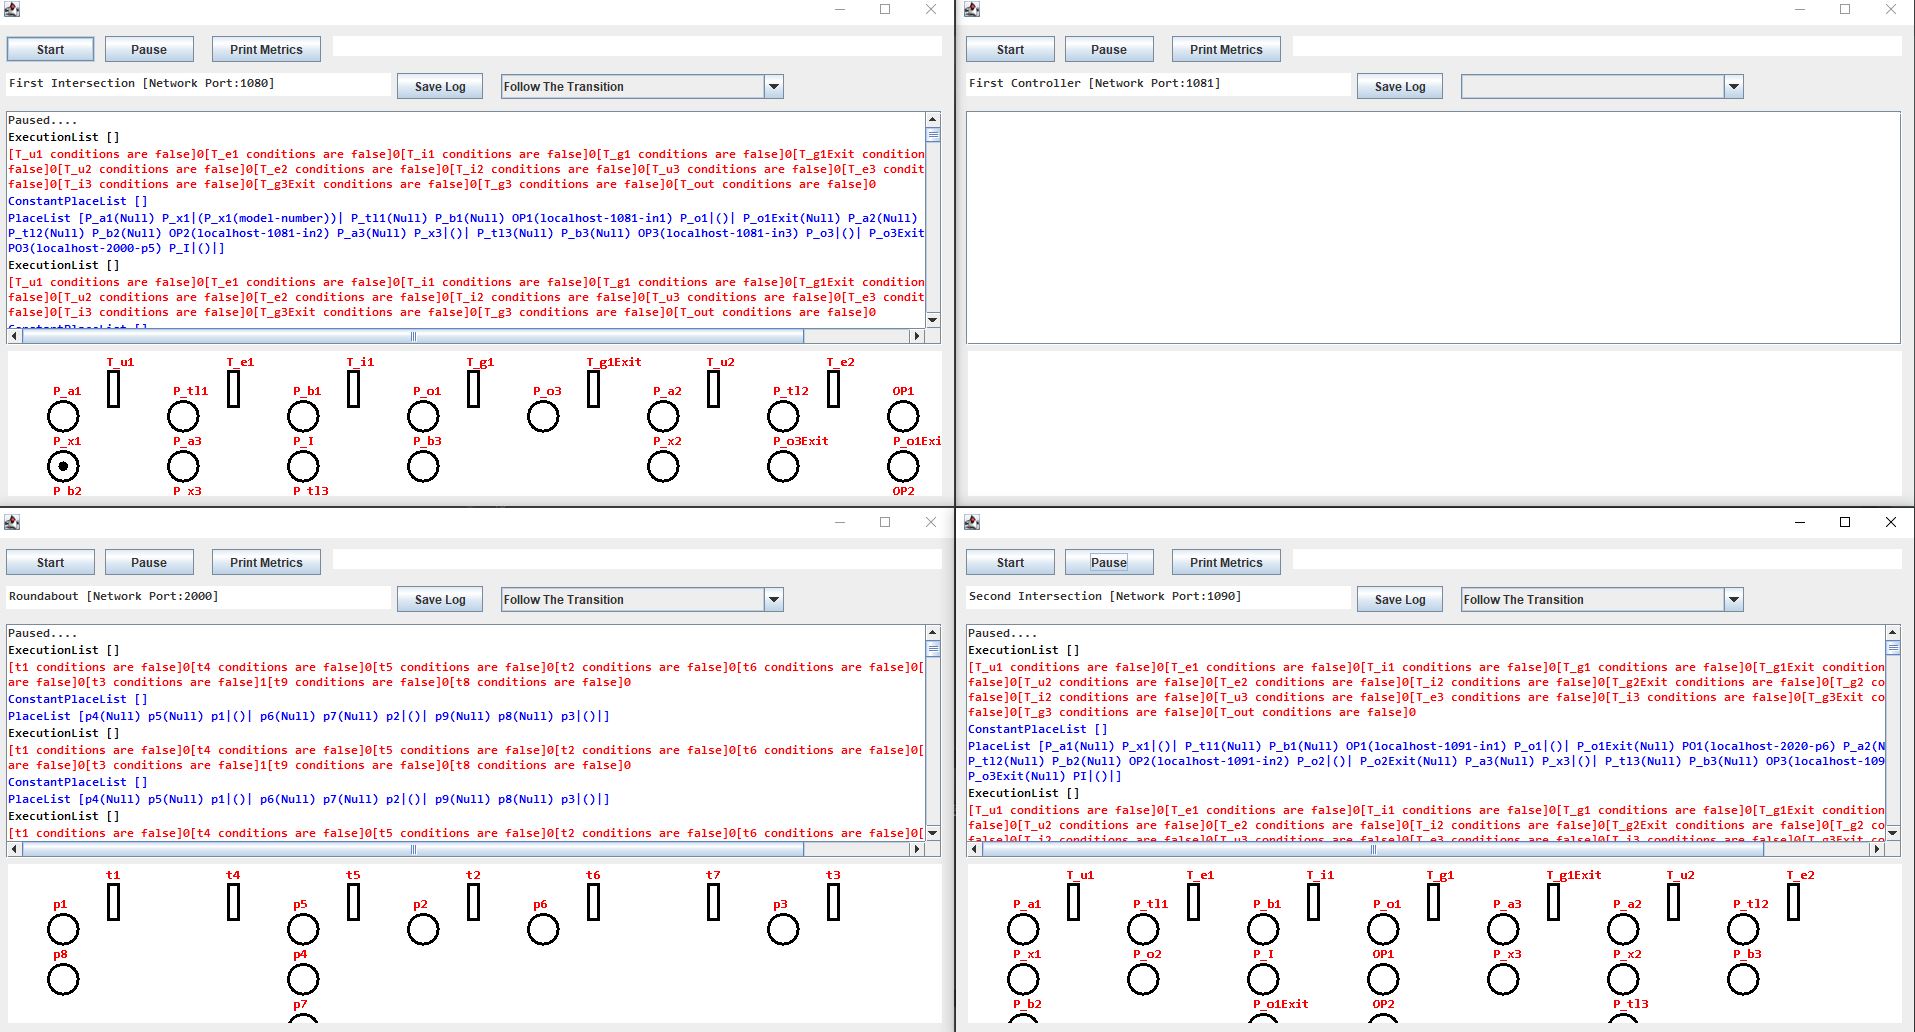 Start Pause Print Metrics
First Intersection [Network Port:1080] Save Log Follow The Transition
Paused....
ExecutionList []
[T_u1 conditions are false]0[T_e1 conditions are false]0[T_i1 conditions are false]0[T_g1 conditions are false]0[T_g1Exit condition
false]0[T_u2 conditions are false]0[T_e2 conditions are false]0[T_i2 conditions are false]0[T_u3 conditions are false]0[T_e3 condit
false]0[T_i3 conditions are false]0[T_g3Exit conditions are false]0[T_g3 conditions are false]0[T_out conditions are false]0
ConstantPlaceList []
PlaceList [P_a1(Null) P_x1|(P_x1(model-number))| P_tl1(Null) P_b1(Null) OP1(localhost-1081-in1) P_o1|()| P_o1Exit(Null) P_a2(Null)
P_tl2(Null) P_b2(Null) OP2(localhost-1081-in2) P_a3(Null) P_x3|()| P_tl3(Null) P_b3(Null) OP3(localhost-1081-in3) P_o3|()| P_o3Exit
PO3(localhost-2000-p5) P_I|()|]
ExecutionList []
[T_u1 conditions are false]0[T_e1 conditions are false]0[T_i1 conditions are false]0[T_g1 conditions are false]0[T_g1Exit condition
false]0[T_u2 conditions are false]0[T_e2 conditions are false]0[T_i2 conditions are false]0[T_u3 conditions are false]0[T_e3 condit
false]0[T_i3 conditions are false]0[T_g3Exit conditions are false]0[T_g3 conditions are false]0[T_out conditions are false]0
ConstantPlaceList []
T_u1 T_e1 T_i1 T_g1 T_g1Exit T_u2 T_e2
P_a1 P_tl1 P_b1 P_o1 P_o3 P_a2 P_tl2 OP1
P_x1 P_a3 P_I P_b3 P_x2 P_o3Exit P_o1Exi
P_b2 P_x3 P_tl3 OP2
Start Pause Print Metrics
First Controller [Network Port:1081] Save Log
Start Pause Print Metrics
Roundabout [Network Port:2000] Save Log Follow The Transition
Paused....
ExecutionList []
[t1 conditions are false]0[t4 conditions are false]0[t5 conditions are false]0[t2 conditions are false]0[t6 conditions are false]0[
are false]0[t3 conditions are false]1[t9 conditions are false]0[t8 conditions are false]0
ConstantPlaceList []
PlaceList [p4(Null) p5(Null) p1|()| p6(Null) p7(Null) p2|()| p9(Null) p8(Null) p3|()|]
ExecutionList []
[t1 conditions are false]0[t4 conditions are false]0[t5 conditions are false]0[t2 conditions are false]0[t6 conditions are false]0[
are false]0[t3 conditions are false]1[t9 conditions are false]0[t8 conditions are false]0
ConstantPlaceList []
PlaceList [p4(Null) p5(Null) p1|()| p6(Null) p7(Null) p2|()| p9(Null) p8(Null) p3|()|]
ExecutionList []
[t1 conditions are false]0[t4 conditions are false]0[t5 conditions are false]0[t2 conditions are false]0[t6 conditions are false]0[
t1 t4 t5 t2 t6 t7 t3
p1 p5 p2 p6 p3
p8 p4
p7
Start Pause Print Metrics
Second Intersection [Network Port:1090] Save Log Follow The Transition
Paused....
ExecutionList []
[T_u1 conditions are false]0[T_e1 conditions are false]0[T_i1 conditions are false]0[T_g1 conditions are false]0[T_g1Exit condition
false]0[T_u2 conditions are false]0[T_e2 conditions are false]0[T_i2 conditions are false]0[T_g2Exit conditions are false]0[T_g2 co
false]0[T_i2 conditions are false]0[T_u3 conditions are false]0[T_e3 conditions are false]0[T_i3 conditions are false]0[T_g3Exit co
false]0[T_g3 conditions are false]0[T_out conditions are false]0
ConstantPlaceList []
PlaceList [P_a1(Null) P_x1|()| P_tl1(Null) P_b1(Null) OP1(localhost-1091-in1) P_o1|()| P_o1Exit(Null) PO1(localhost-2020-p6) P_a2(N
P_tl2(Null) P_b2(Null) OP2(localhost-1091-in2) P_o2|()| P_o2Exit(Null) P_a3(Null) P_x3|()| P_tl3(Null) P_b3(Null) OP3(localhost-109
P_o3Exit(Null) PI|()|]
ExecutionList []
[T_u1 conditions are false]0[T_e1 conditions are false]0[T_i1 conditions are false]0[T_g1 conditions are false]0[T_g1Exit condition
false]0[T_u2 conditions are false]0[T_e2 conditions are false]0[T_i2 conditions are false]0[T_g2Exit conditions are false]0[T_g2 co
false]0[T_i2 conditions are false]0[T_u3 conditions are false]0[T_e3 conditions are false]0[T_i3 conditions are false]0[T_g3Exit co
T_u1 T_e1 T_i1 T_g1 T_g1Exit T_u2 T_e2
P_a1 P_tl1 P_b1 P_o1 P_a3 P_a2 P_tl2
P_x1 P_o2 P_I OP1 P_x3 P_x2 P_b3
P_b2 P_o1Exit OP2 P_tl3